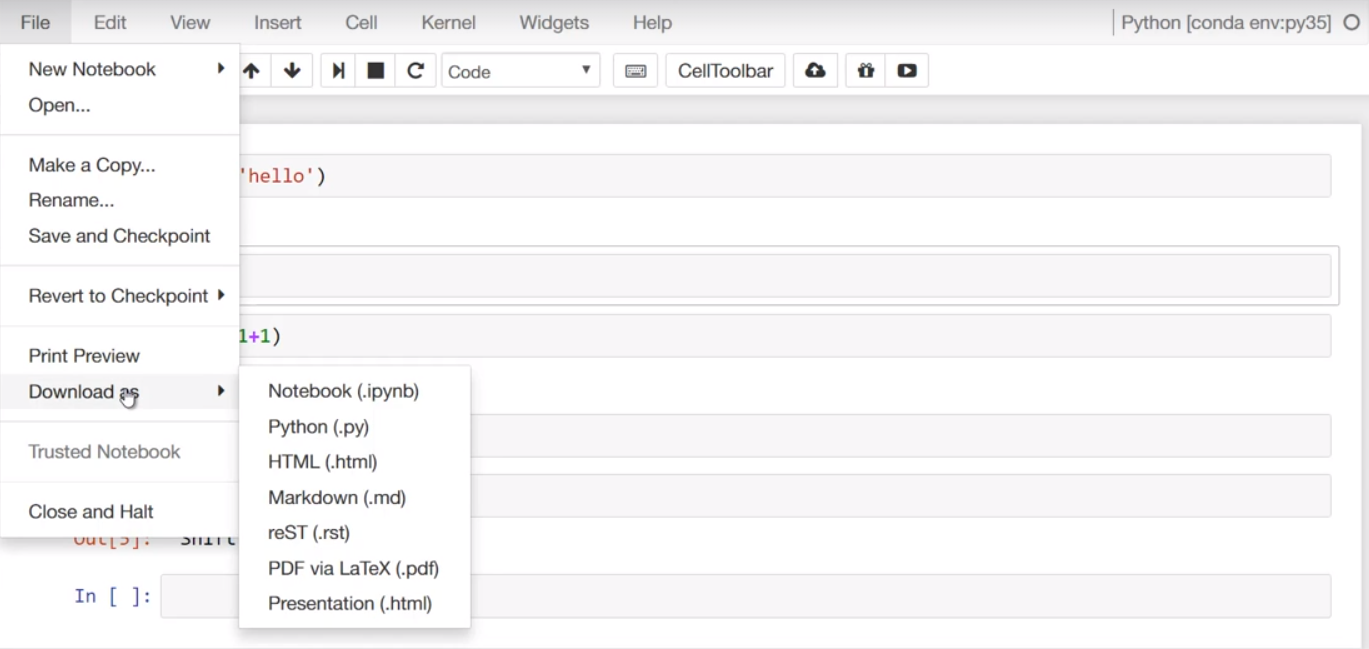 File Edit View Insert Cell Kernel Widgets Help Python [conda env:py35]
New Notebook
Code CellToolbar
Open...
Make a Copy...
'hello')
Rename...
Save and Checkpoint
Revert to Checkpoint
1+1)
Print Preview
Download as
Notebook (.ipynb)
Python (.py)
HTML (.html)
Markdown (.md)
reST (.rst)
PDF via LaTeX (.pdf)
Presentation (.html)
Trusted Notebook
Close and Halt
Out[5]: Shift
In [ ]: